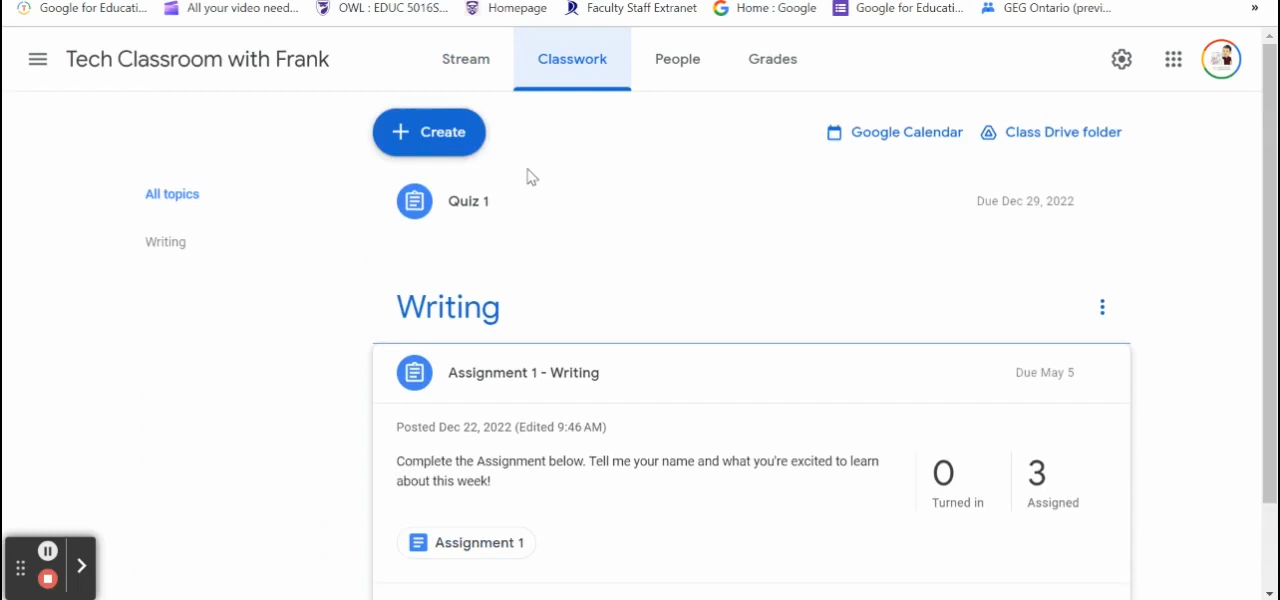 Google for Educati... All your video need... OWL : EDUC 5016S... Homepage Faculty Staff Extranet Home : Google Google for Educati... GEG Ontario (previ... »
Tech Classroom with Frank Stream Classwork People Grades
+ Create Google Calendar Class Drive folder
All topics
Quiz 1 Due Dec 29, 2022
Writing
Writing
Assignment 1 - Writing Due May 5
Posted Dec 22, 2022 (Edited 9:46 AM)
Complete the Assignment below. Tell me your name and what you're excited to learn
about this week!
0 3
Turned in Assigned
Assignment 1